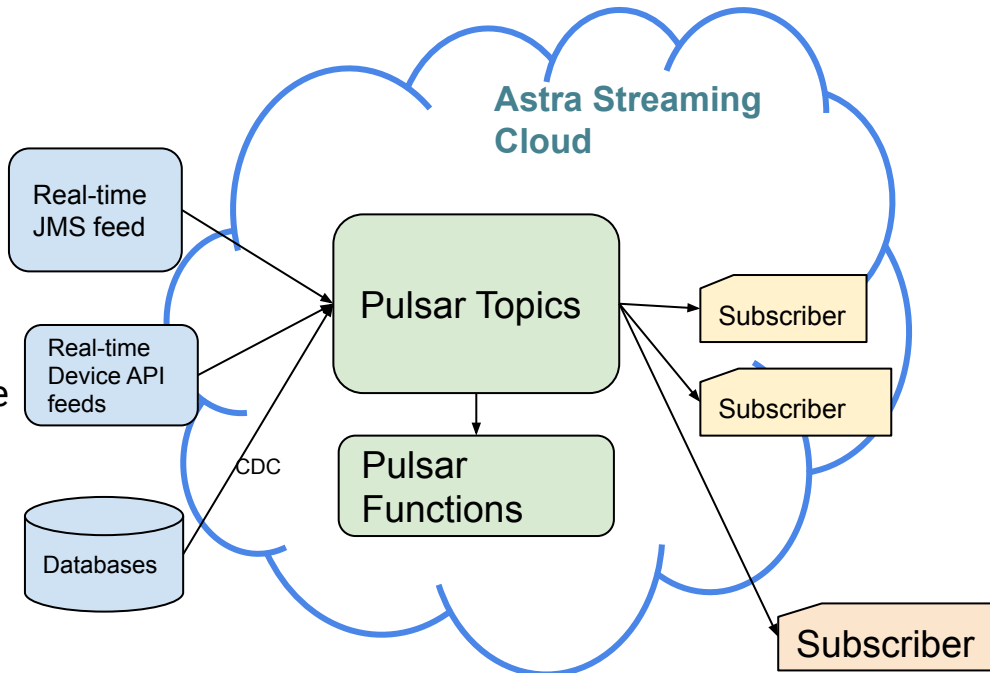 Astra Streaming
Cloud
Real-time
JMS feed
Pulsar Topics
Subscriber
Real-time
Device API
feeds
e
Subscriber
CDC
Pulsar
Functions
Databases
Subscriber